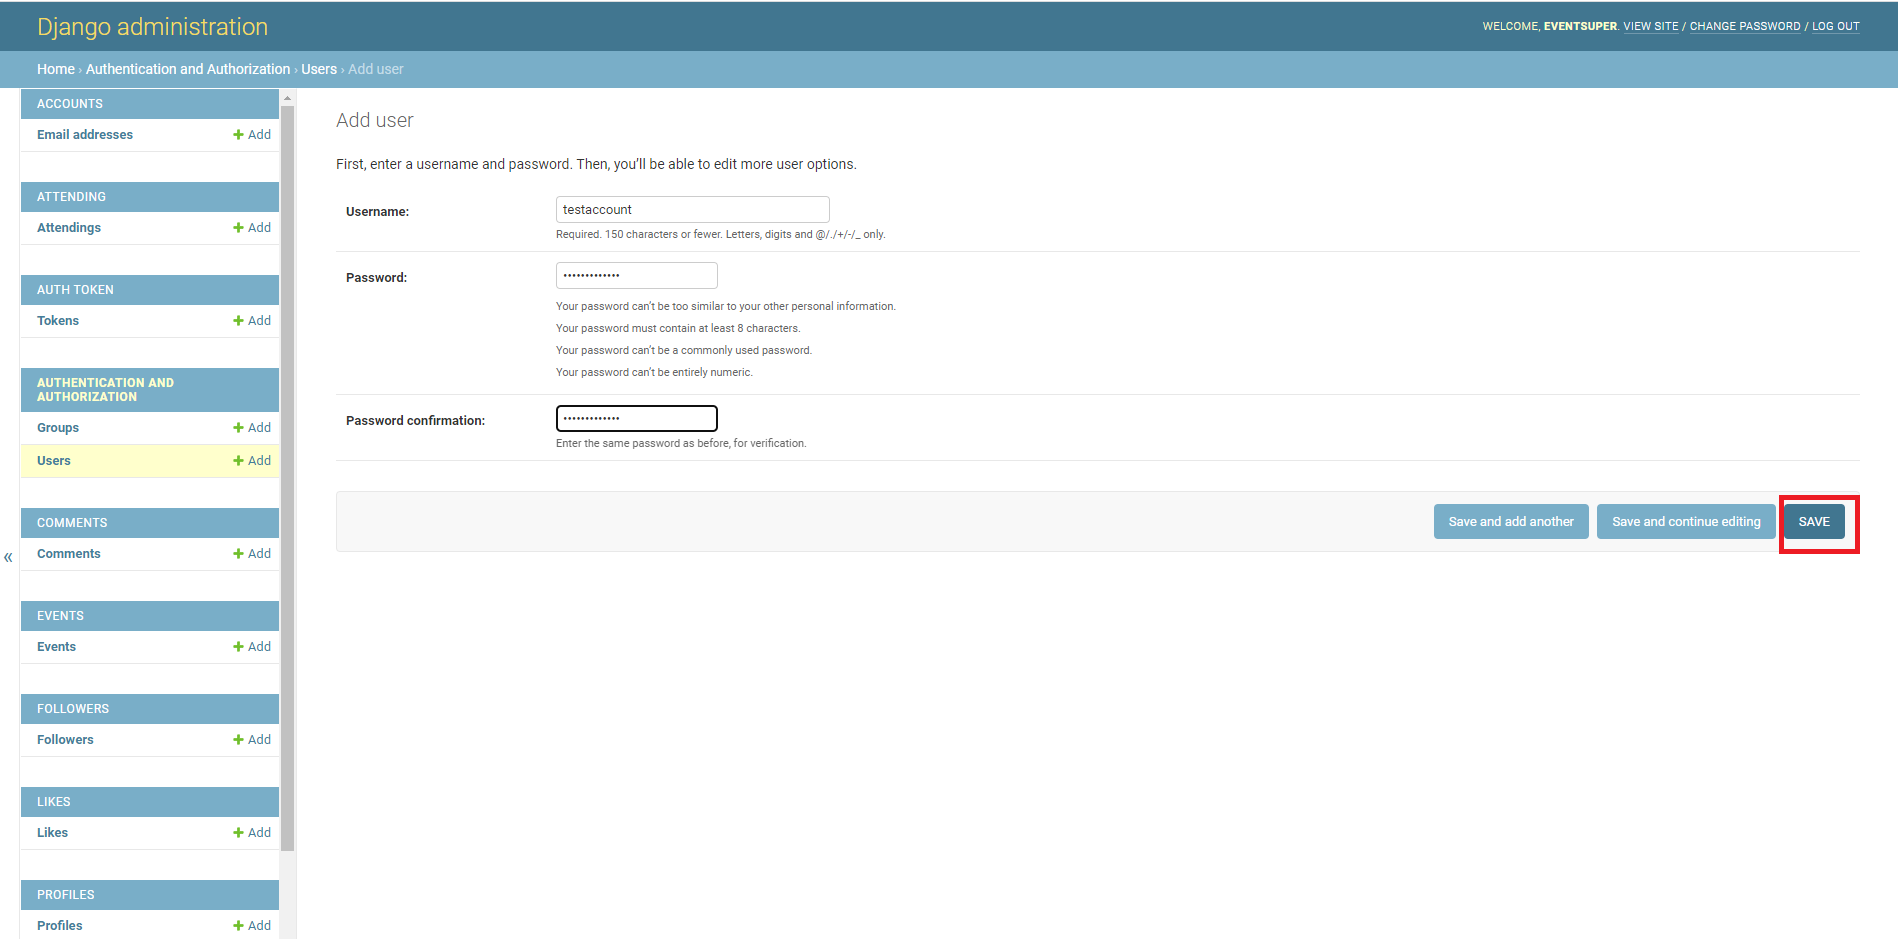 Django administration
WELCOME, EVENTSUPER. VIEW SITE / CHANGE PASSWORD / LOG OUT
Home › Authentication and Authorization › Users › Add user
ACCOUNTS
Email addresses + Add
ATTENDING
Attendings + Add
AUTH TOKEN
Tokens + Add
AUTHENTICATION AND
AUTHORIZATION
Groups + Add
Users + Add
COMMENTS
Comments + Add
EVENTS
Events + Add
FOLLOWERS
Followers + Add
LIKES
Likes + Add
PROFILES
Profiles + Add
«
Add user
First, enter a username and password. Then, you’ll be able to edit more user options.
Username: testaccount
Required. 150 characters or fewer. Letters, digits and @/./+/-/_ only.
Password: •••••••••••••
Your password can’t be too similar to your other personal information.
Your password must contain at least 8 characters.
Your password can’t be a commonly used password.
Your password can’t be entirely numeric.
Password confirmation: •••••••••••••
Enter the same password as before, for verification.
Save and add another Save and continue editing SAVE